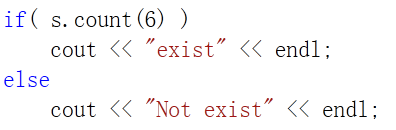 if( s.count(6) )
    cout << "exist" << endl;
else
    cout << "Not exist" << endl;